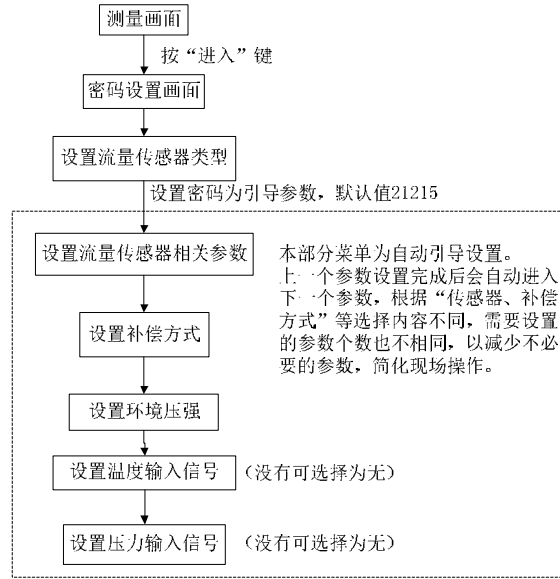 测量画面
按“进入”键
密码设置画面
设置流量传感器类型
设置密码为引导参数，默认值21215
设置流量传感器相关参数
本部分菜单为自动引导设置。
上一个参数设置完成后会自动进入
下一个参数，根据“传感器、补偿
方式”等选择内容不同，需要设置
的参数个数也不相同，以减少不必
要的参数，简化现场操作。
设置补偿方式
设置环境压强
设置温度输入信号
（没有可选择为无）
设置压力输入信号
（没有可选择为无）